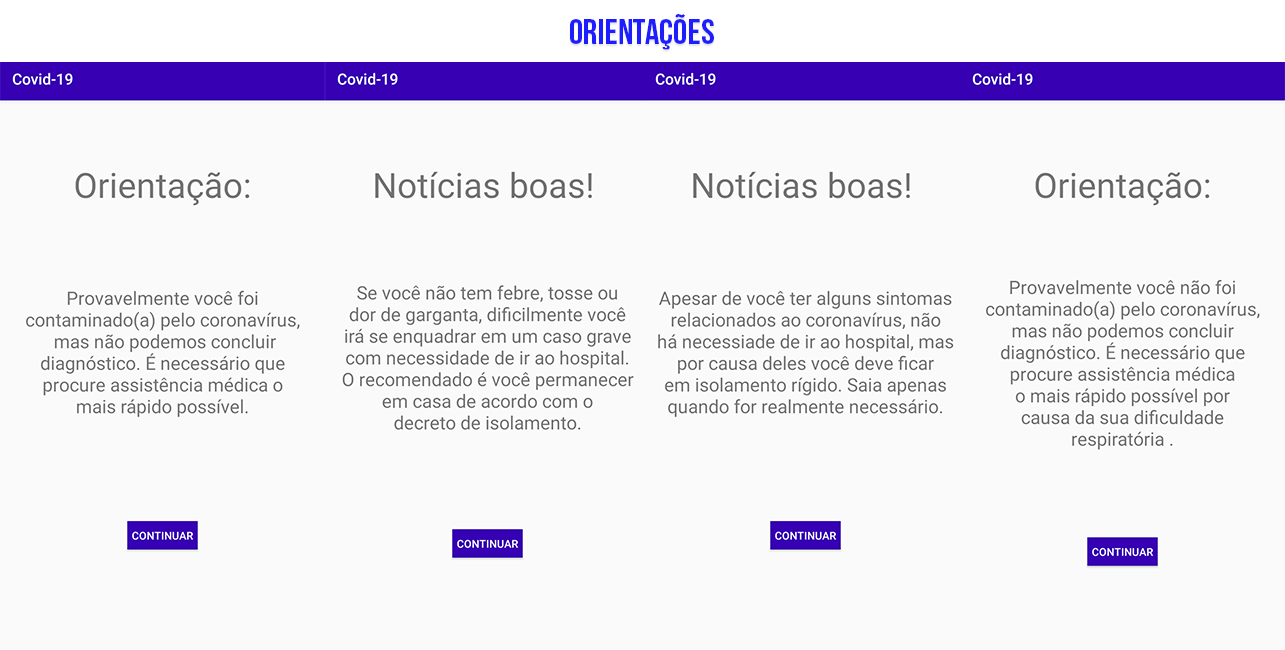 ORIENTAÇÕES
Covid-19
Orientação:
Provavelmente você foi
contaminado(a) pelo coronavírus,
mas não podemos concluir
diagnóstico. É necessário que
procure assistência médica o
mais rápido possível.
CONTINUAR
Covid-19
Notícias boas!
Se você não tem febre, tosse ou
dor de garganta, dificilmente você
irá se enquadrar em um caso grave
com necessidade de ir ao hospital.
O recomendado é você permanecer
em casa de acordo com o
decreto de isolamento.
CONTINUAR
Covid-19
Notícias boas!
Apesar de você ter alguns sintomas
relacionados ao coronavírus, não
há necessiade de ir ao hospital, mas
por causa deles você deve ficar
em isolamento rígido. Saia apenas
quando for realmente necessário.
CONTINUAR
Covid-19
Orientação:
Provavelmente você não foi
contaminado(a) pelo coronavírus,
mas não podemos concluir
diagnóstico. É necessário que
procure assistência médica
o mais rápido possível por
causa da sua dificuldade
respiratória .
CONTINUAR